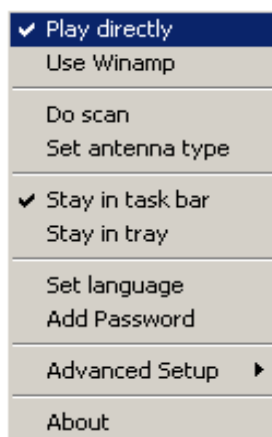 Play directly
Use Winamp
Do scan
Set antenna type
Stay in task bar
Stay in tray
Set language
Add Password
Advanced Setup
About